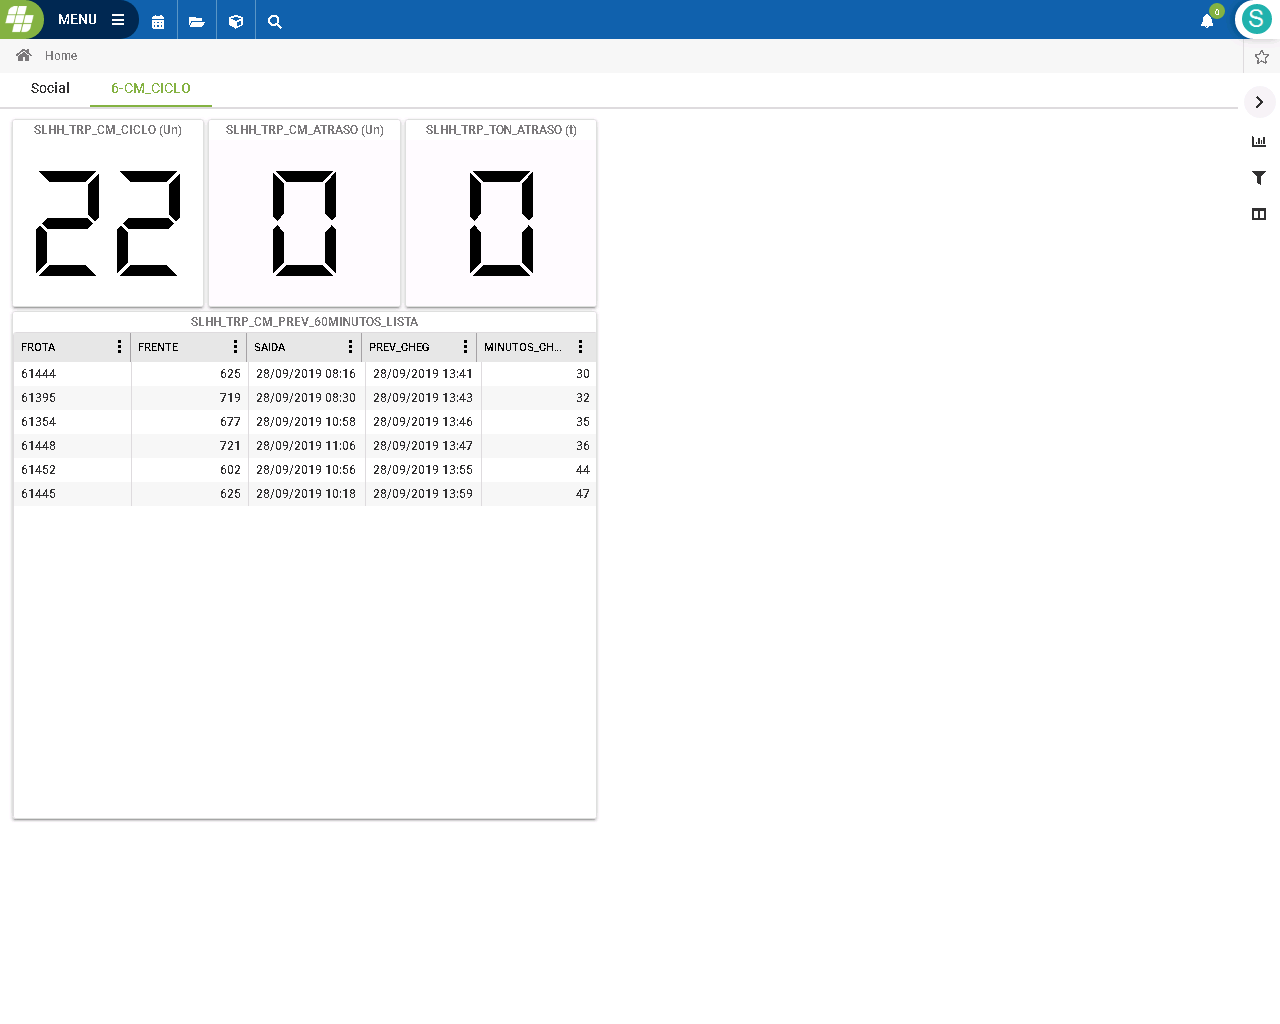 MENU
0
S
Home
Social 6-CM_CICLO
SLHH_TRP_CM_CICLO (Un) SLHH_TRP_CM_ATRASO (Un) SLHH_TRP_TON_ATRASO (t)
22 0 0
SLHH_TRP_CM_PREV_60MINUTOS_LISTA
FROTA FRENTE SAIDA PREV_CHEG MINUTOS_CH...
61444 625 28/09/2019 08:16 28/09/2019 13:41 30
61395 719 28/09/2019 08:30 28/09/2019 13:43 32
61354 677 28/09/2019 10:58 28/09/2019 13:46 35
61448 721 28/09/2019 11:06 28/09/2019 13:47 36
61452 602 28/09/2019 10:56 28/09/2019 13:55 44
61445 625 28/09/2019 10:18 28/09/2019 13:59 47